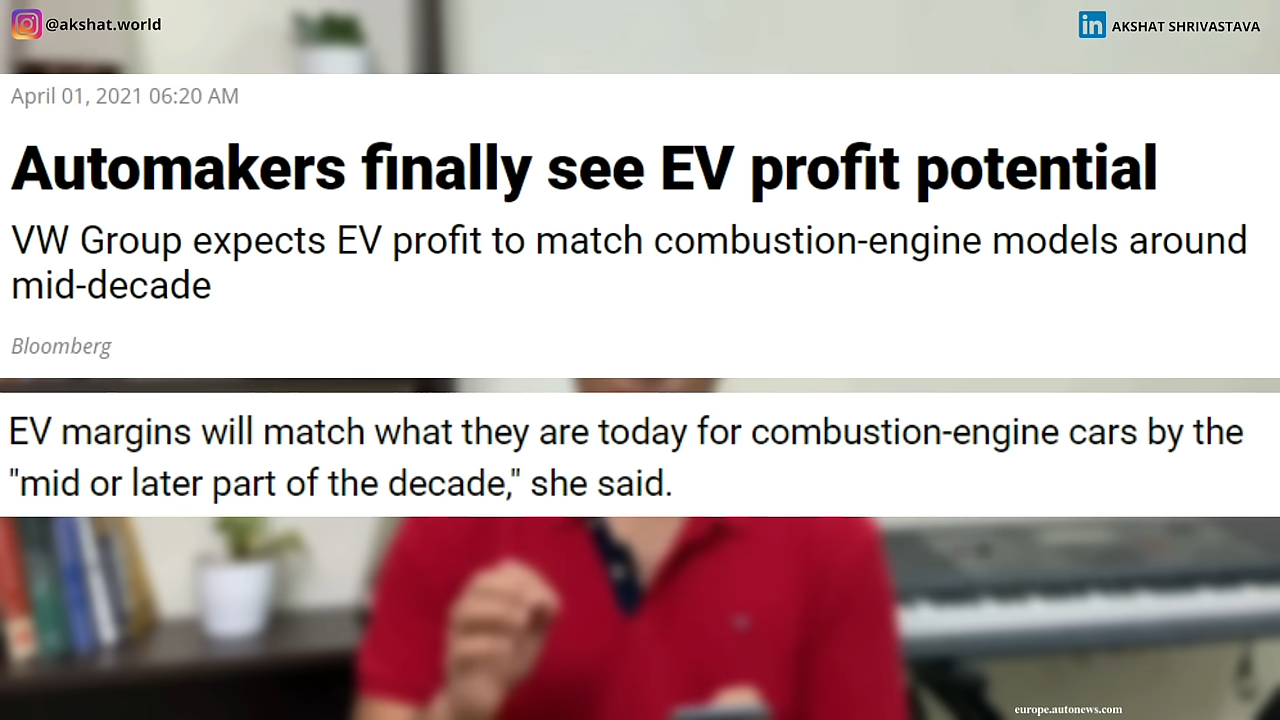 @akshat.world
AKSHAT SHRIVASTAVA
April 01, 2021 06:20 AM
Automakers finally see EV profit potential
VW Group expects EV profit to match combustion-engine models around
mid-decade
Bloomberg
EV margins will match what they are today for combustion-engine cars by the
"mid or later part of the decade," she said.
europe.autonews.com